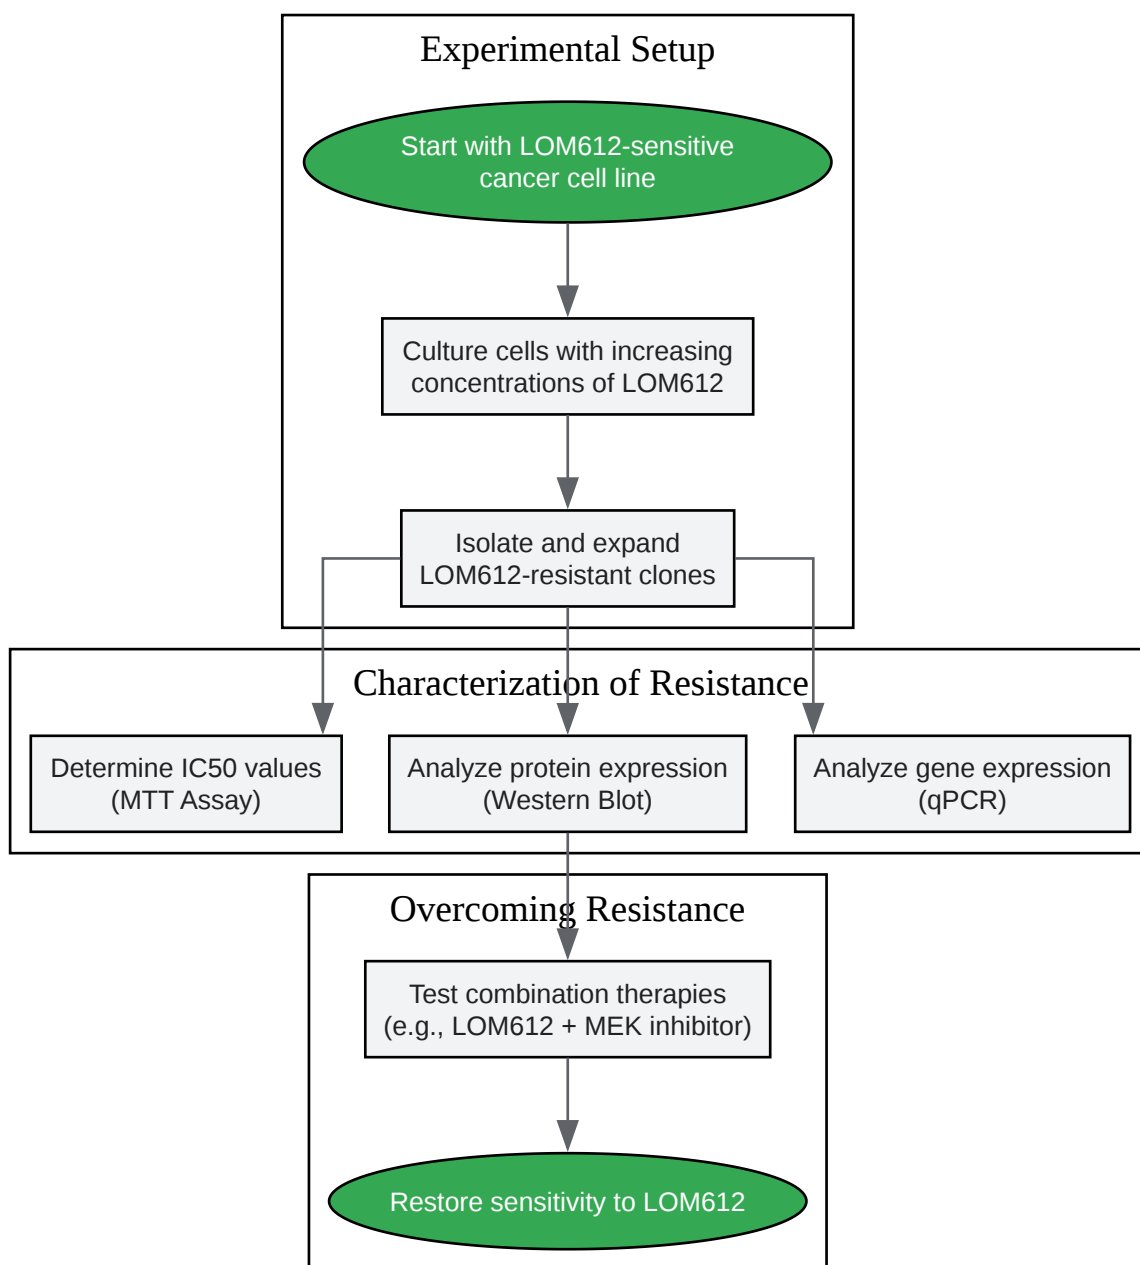 Experimental Setup
Start with LOM612-sensitive
cancer cell line
Culture cells with increasing
concentrations of LOM612
Isolate and expand
LOM612-resistant clones
Characterization of Resistance
Determine IC50 values
(MTT Assay)
Analyze protein expression
(Western Blot)
Analyze gene expression
(qPCR)
Overcoming Resistance
Test combination therapies
(e.g., LOM612 + MEK inhibitor)
Restore sensitivity to LOM612